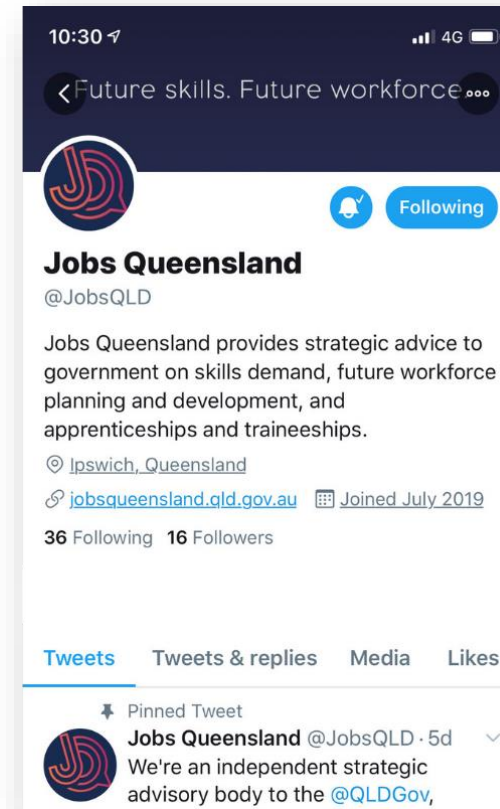 10:30
4G
Future skills. Future workforce.
JQ
Following
Jobs Queensland
@JobsQLD
Jobs Queensland provides strategic advice to
government on skills demand, future workforce
planning and development, and
apprenticeships and traineeships.
Ipswich, Queensland
jobsqueensland.qld.gov.au Joined July 2019
36 Following 16 Followers
Tweets Tweets & replies Media Likes
Pinned Tweet
Jobs Queensland @JobsQLD · 5d
We're an independent strategic
advisory body to the @QLDGov,